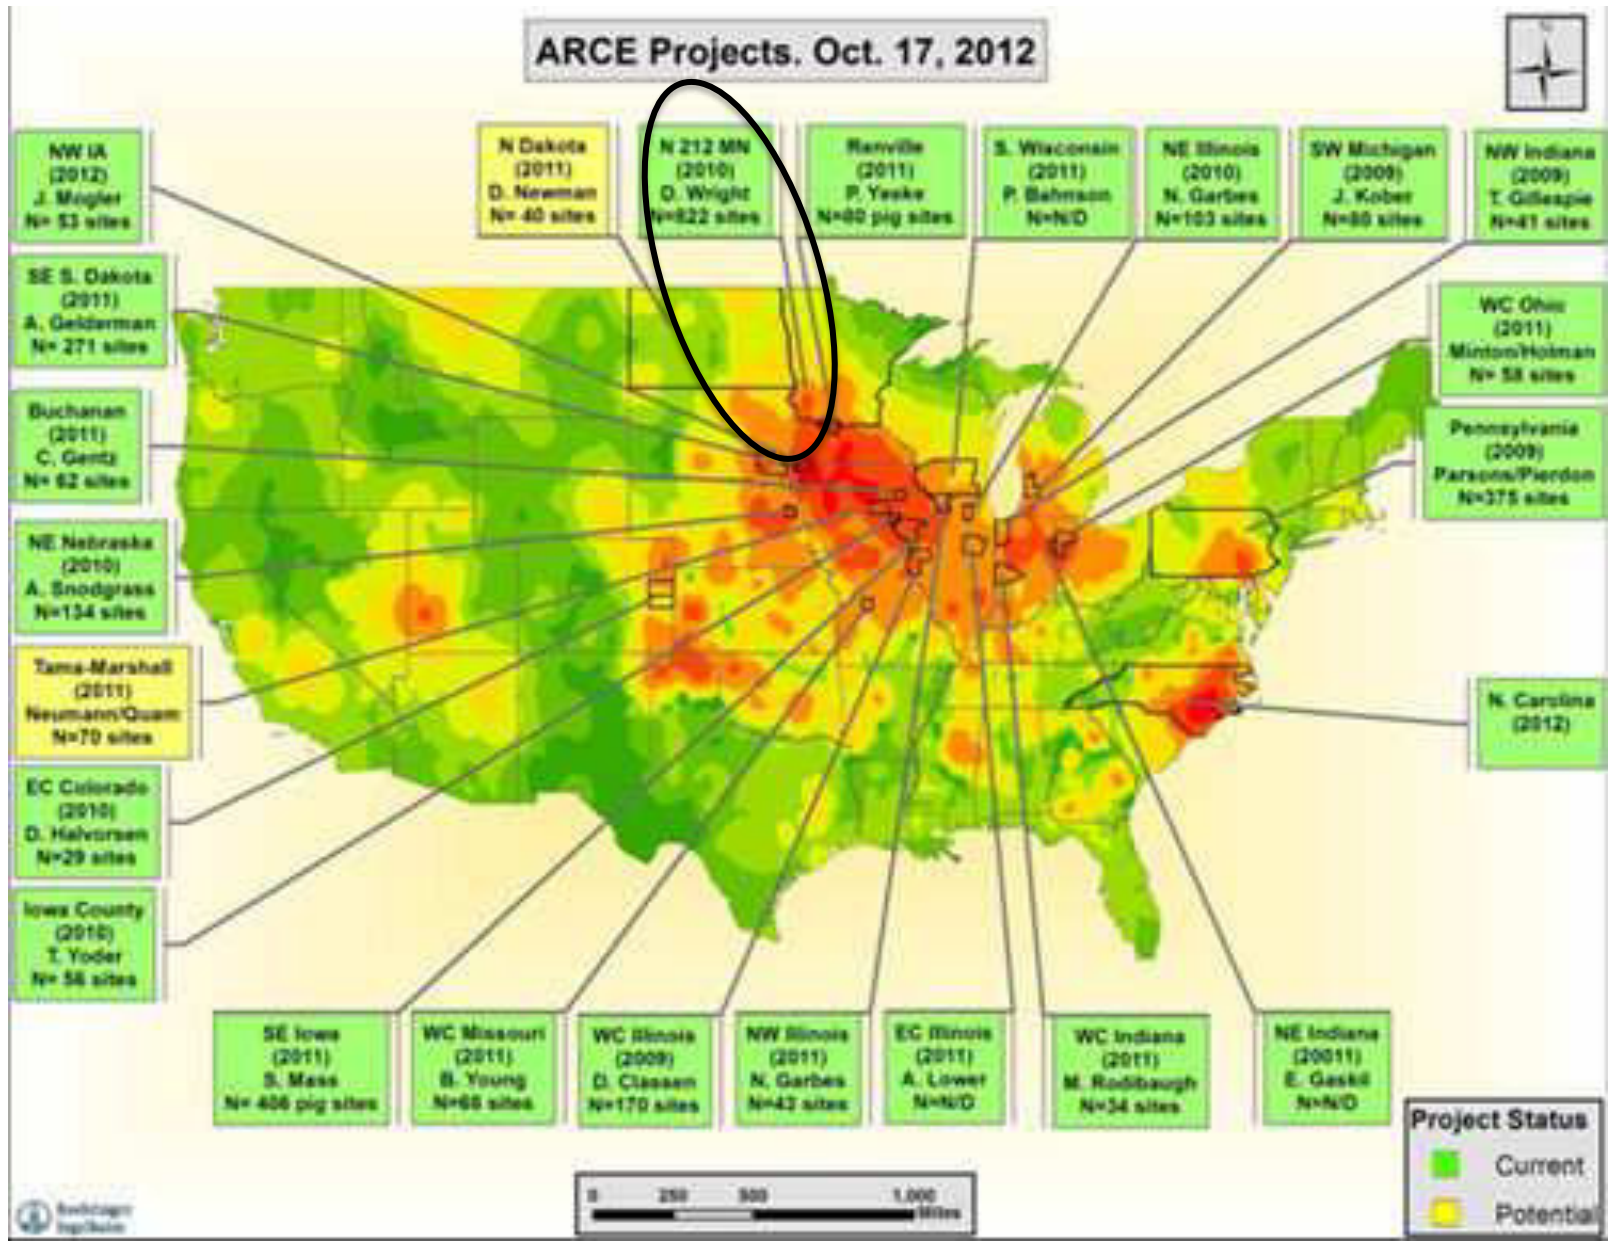 ARCE Projects. Oct. 17, 2012
N
NW IA
(2012)
J. Mogler
N= 53 sites
N Dakota
(2011)
D. Newman
N= 40 sites
N 212 MN
(2010)
D. Wright
N=622 sites
Renville
(2011)
P. Yeske
N=80 pig sites
S. Wisconsin
(2011)
P. Bahnson
N=N/D
NE Illinois
(2010)
N. Garbes
N=103 sites
SW Michigan
(2009)
J. Kober
N=80 sites
NW Indiana
(2009)
T. Gillespie
N=41 sites
SE S. Dakota
(2011)
A. Gelderman
N= 271 sites
WC Ohio
(2011)
Minton/Holman
N= 58 sites
Buchanan
(2011)
C. Gentz
N= 62 sites
Pennsylvania
(2009)
Parsons/Pierdon
N=375 sites
NE Nebraska
(2010)
A. Snodgrass
N=134 sites
Tama-Marshall
(2011)
Neumann/Quam
N=70 sites
N. Carolina
(2012)
EC Colorado
(2010)
D. Halvorsen
N=29 sites
Iowa County
(2010)
T. Yoder
N= 56 sites
SE Iowa
(2011)
S. Mass
N= 406 pig sites
WC Missouri
(2011)
B. Young
N=66 sites
WC Illinois
(2009)
D. Classen
N=170 sites
NW Illinois
(2011)
N. Garbes
N=43 sites
EC Illinois
(2011)
A. Lower
N=N/D
WC Indiana
(2011)
M. Rodibaugh
N=34 sites
NE Indiana
(20011)
E. Gaskil
N=N/D
Project Status
Current
Potential
0 250 500 1,000
Miles
Boehringer
Ingelheim